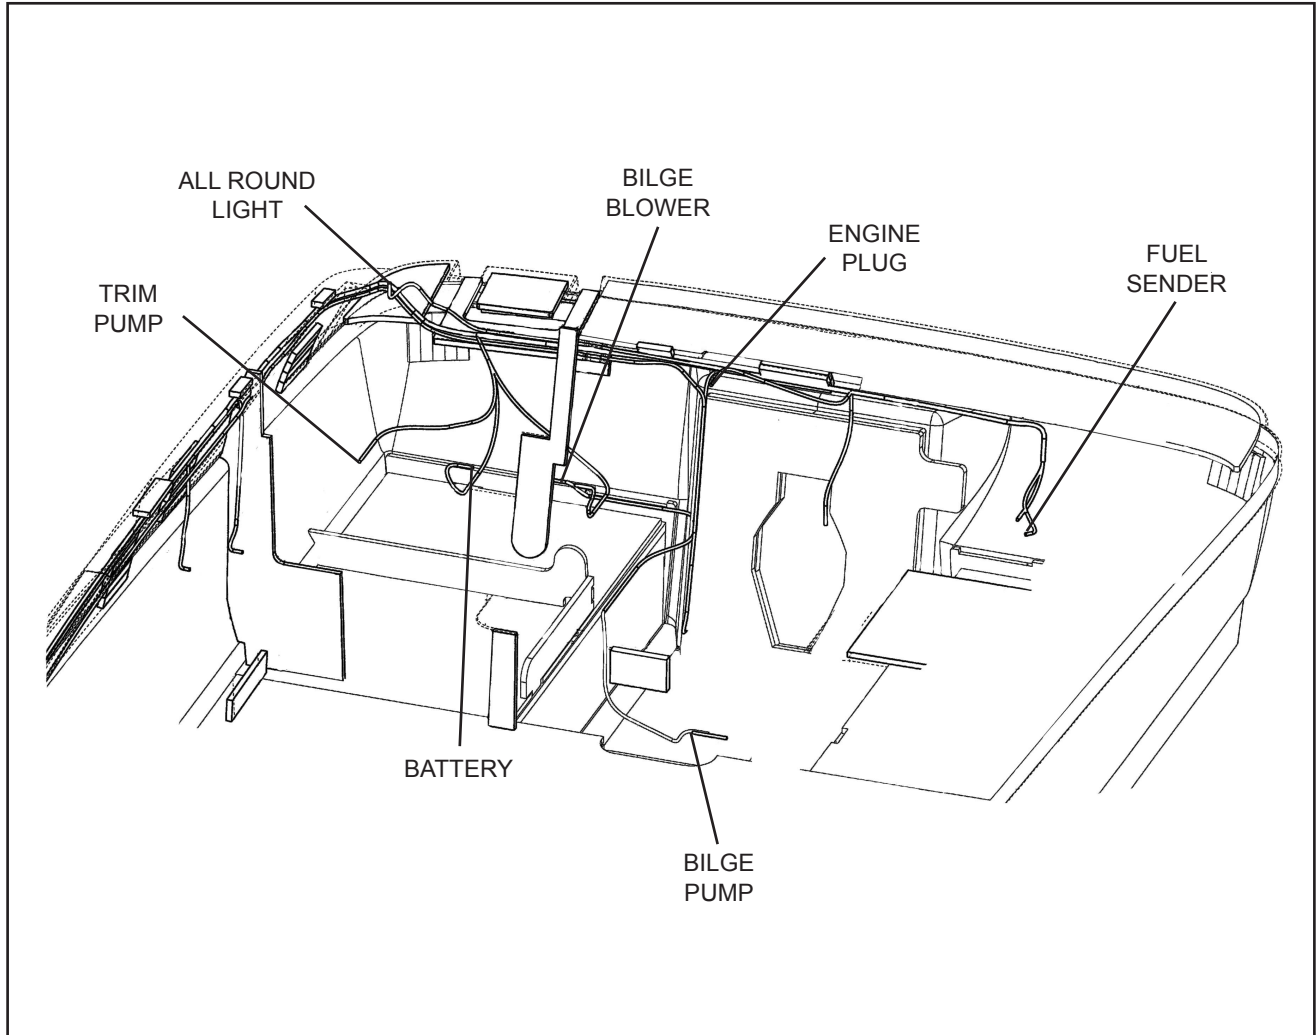 ALL ROUND
LIGHT
BILGE
BLOWER
ENGINE
PLUG
FUEL
SENDER
TRIM
PUMP
BATTERY
BILGE
PUMP